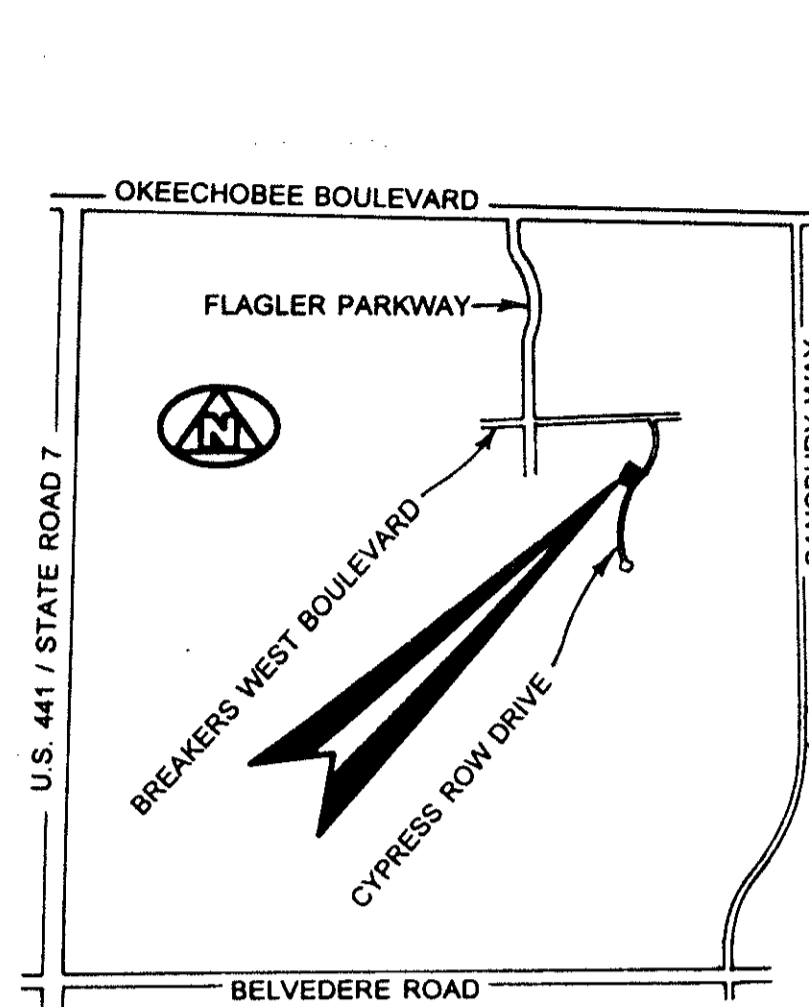 OKEECHOBEE BOULEVARD
FLAGLER PARKWAY
N
U.S. 441 / STATE ROAD 7
BREAKERS WEST BOULEVARD
CYPRESS ROW DRIVE
BELVEDERE ROAD